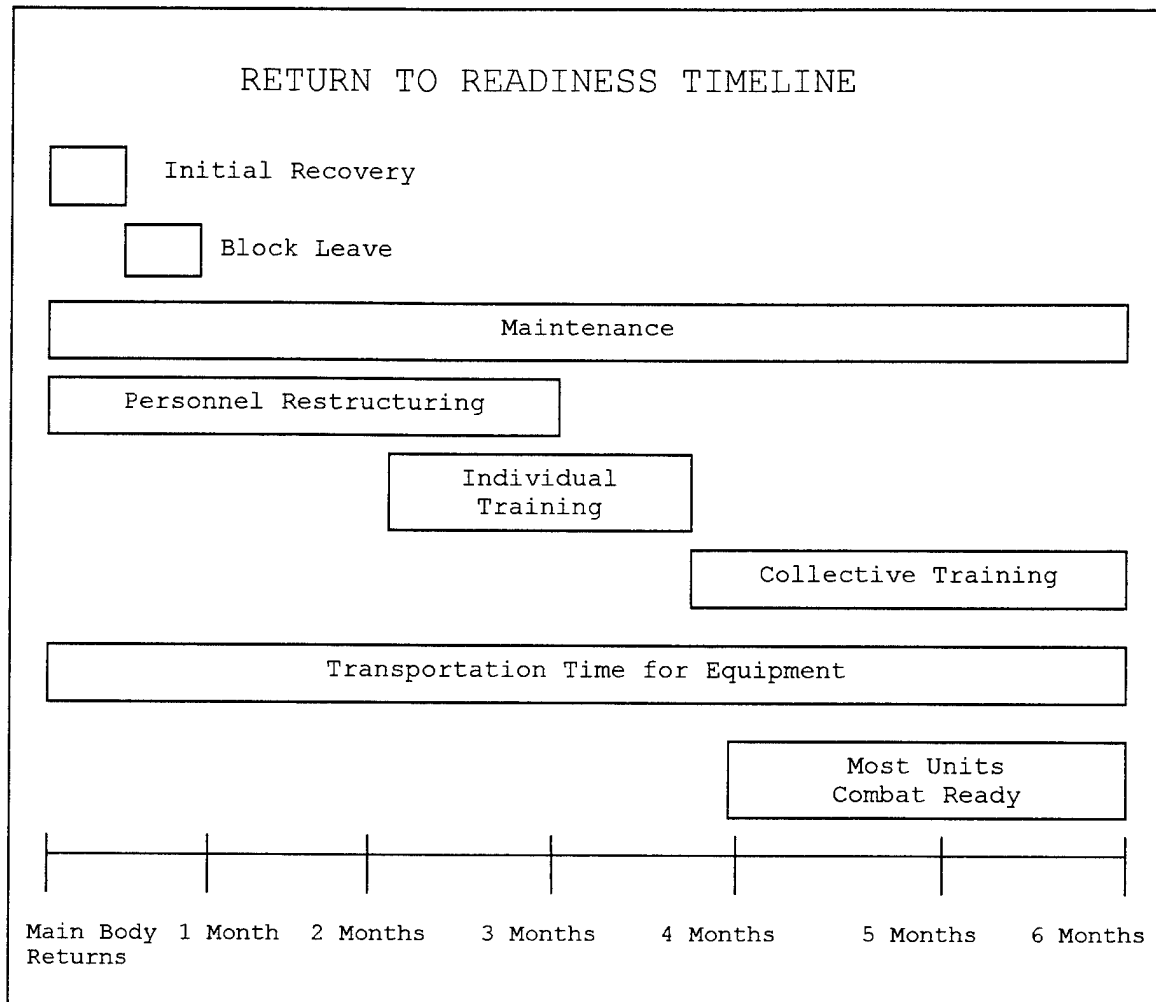 RETURN TO READINESS TIMELINE
Initial Recovery
Block Leave
Maintenance
Personnel Restructuring
Individual
Training
Collective Training
Transportation Time for Equipment
Most Units
Combat Ready
Main Body 1 Month 2 Months 3 Months 4 Months 5 Months 6 Months
Returns